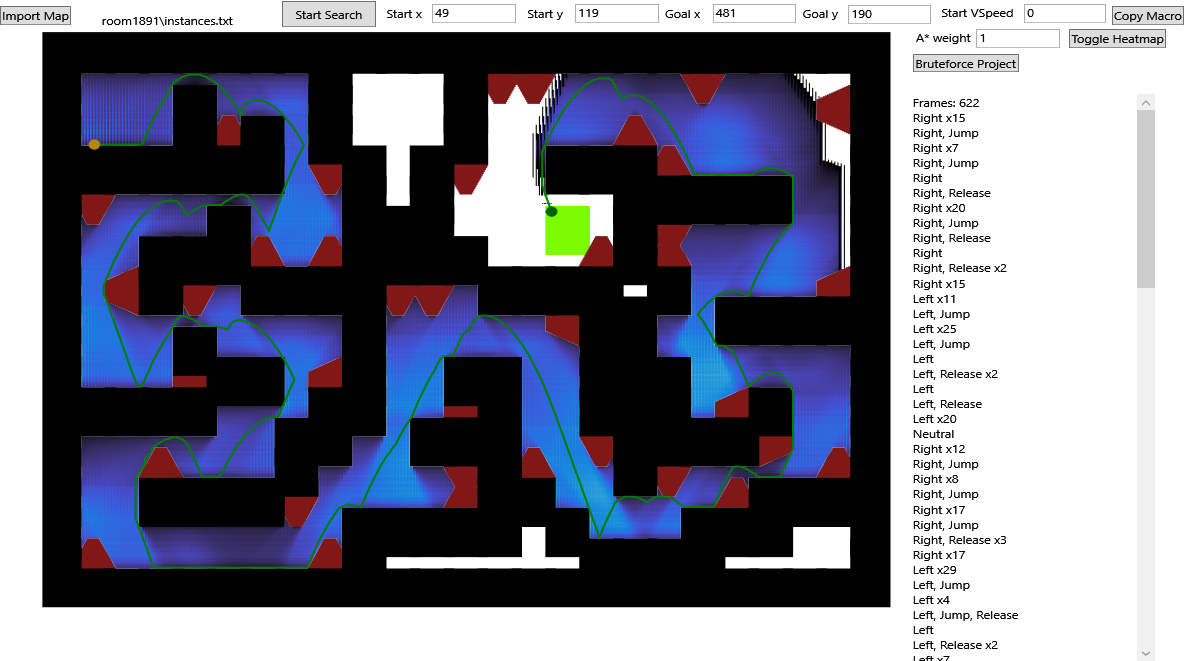 Import Map
room1891\instances.txt
Start Search
Start x 49
Start y 119
Goal x 481
Goal y 190
Start VSpeed 0
Copy Macro
A* weight 1
Toggle Heatmap
Bruteforce Project
Frames: 622
Right x15
Right, Jump
Right x7
Right, Jump
Right
Right, Release
Right x20
Right, Jump
Right, Release
Right
Right, Release x2
Right x15
Left x11
Left, Jump
Left x25
Left, Jump
Left
Left, Release x2
Left
Left, Release
Left x20
Neutral
Right x12
Right, Jump
Right x8
Right, Jump
Right x17
Right, Jump
Right, Release x3
Right x17
Left x29
Left, Jump
Left x4
Left, Jump, Release
Left
Left, Release x2
Left x7